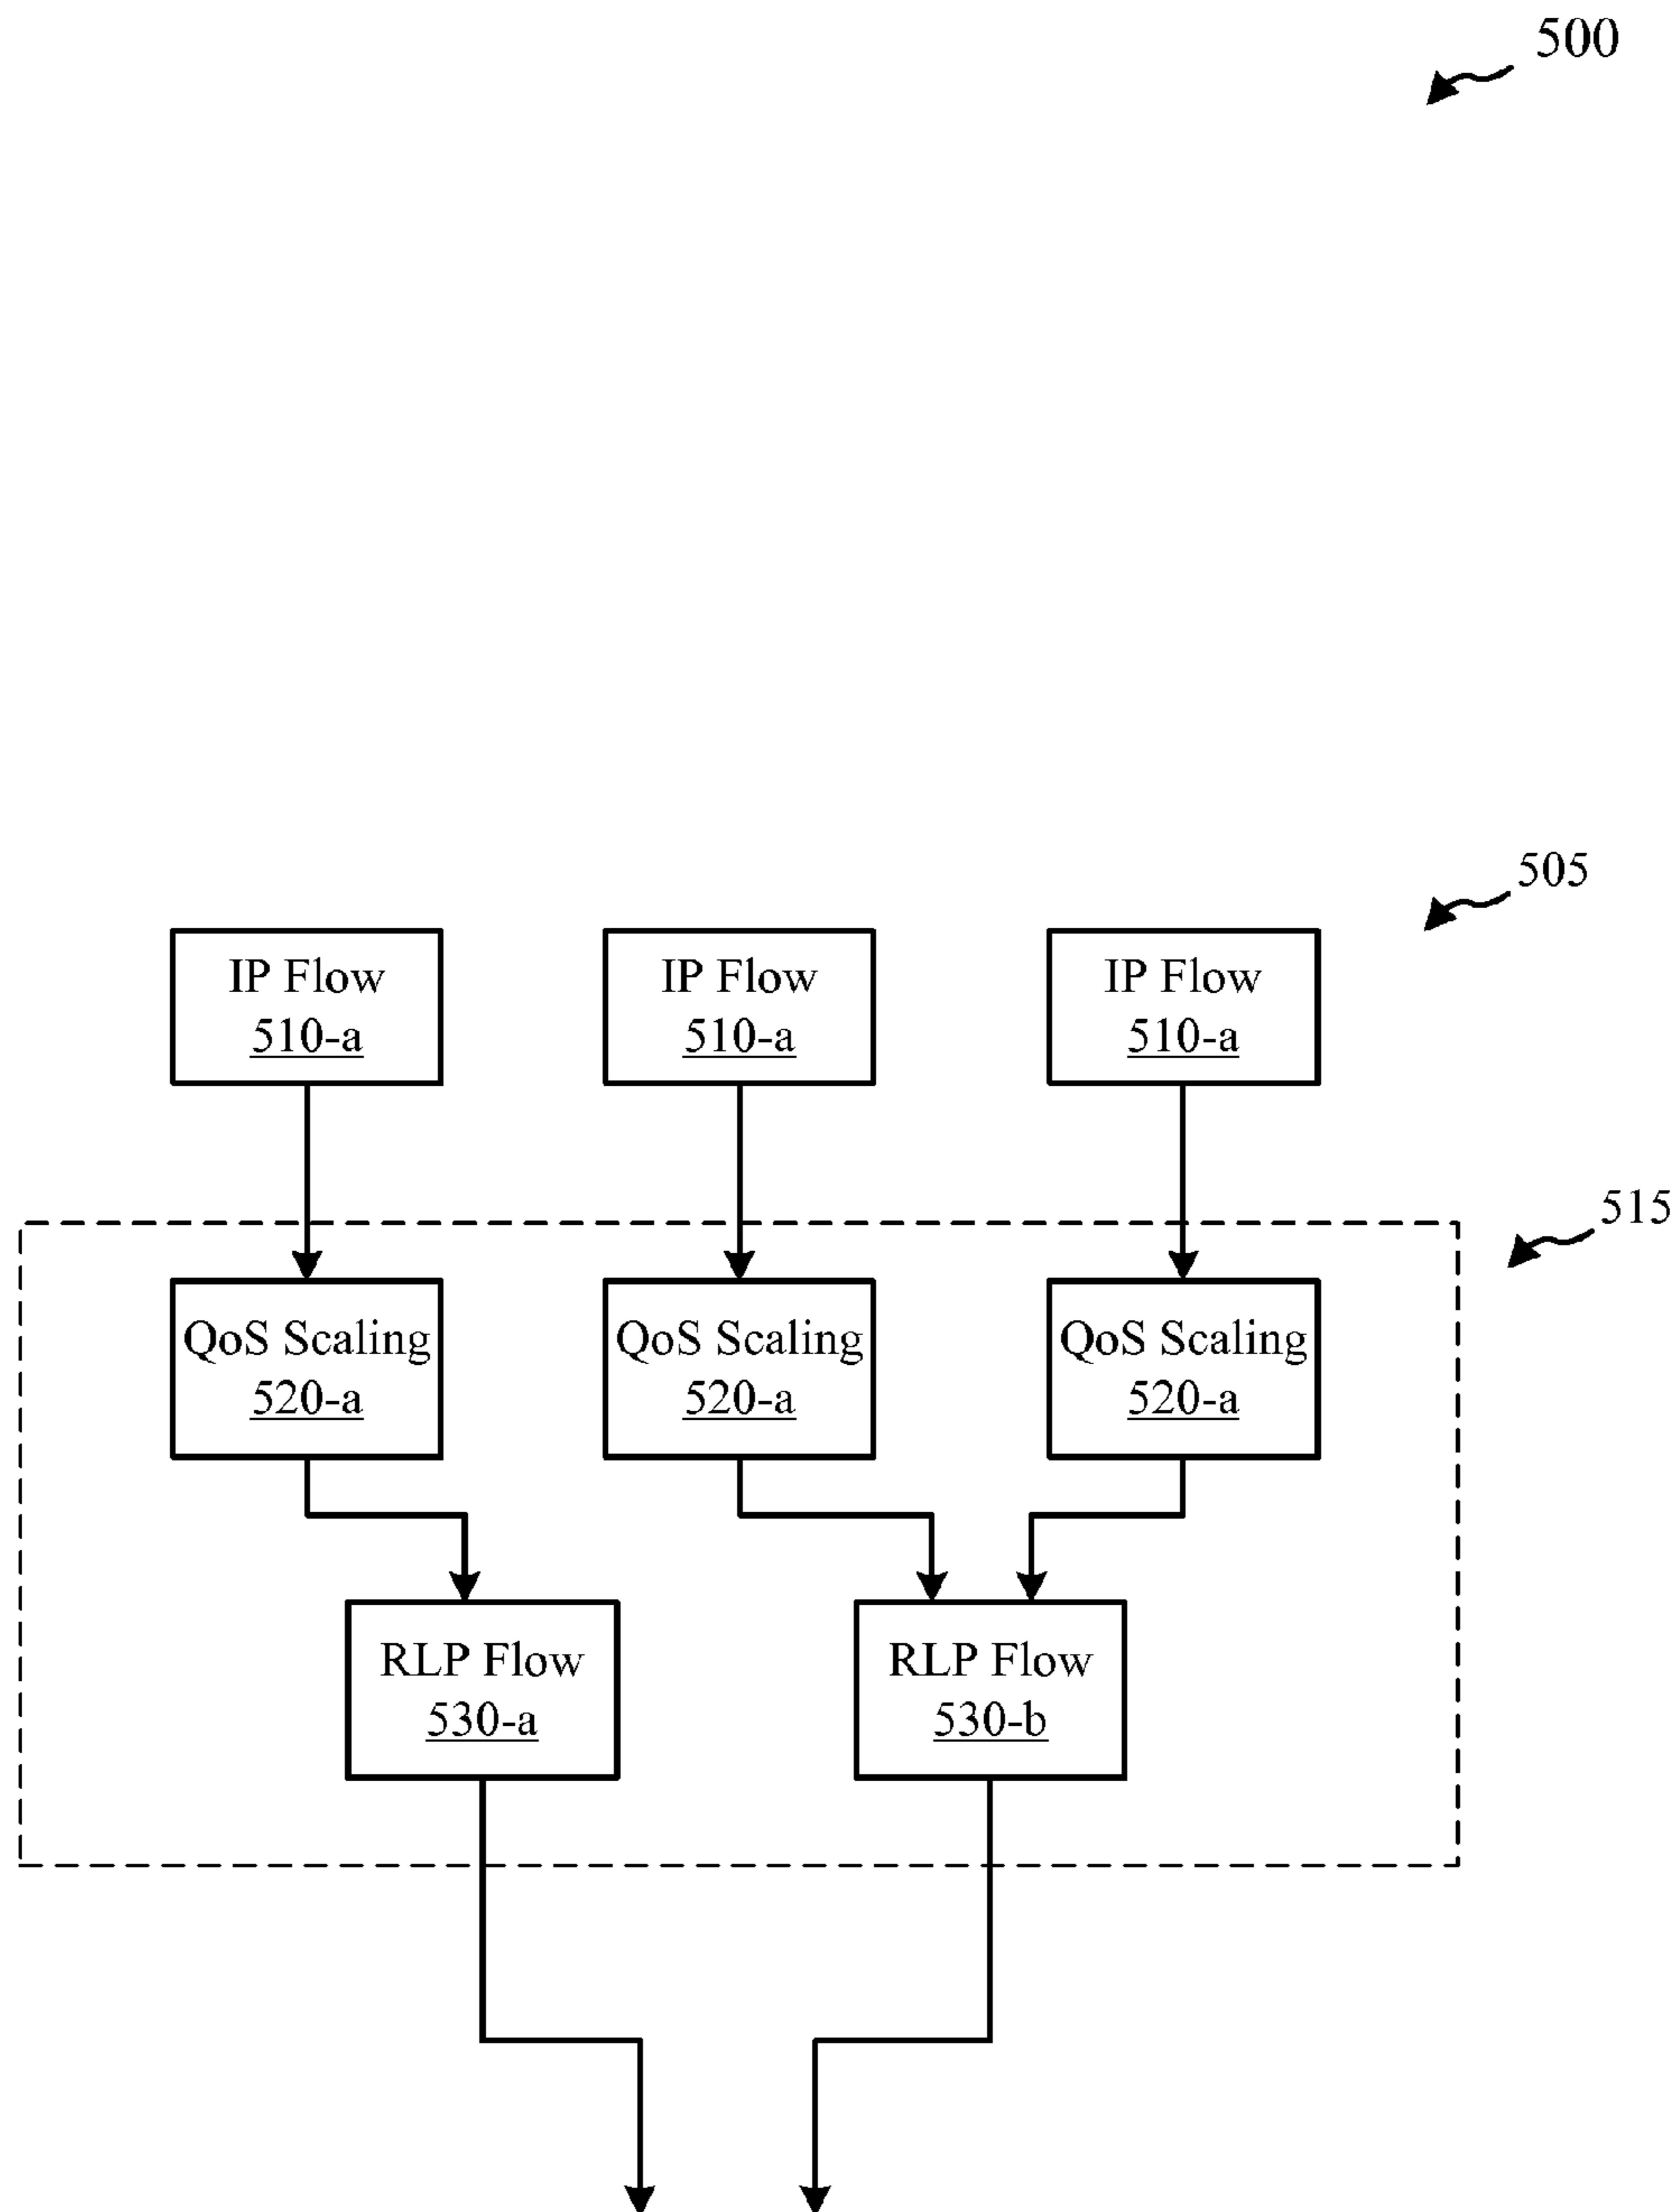 500
505
IP Flow
510-a
IP Flow
510-a
IP Flow
510-a
515
QoS Scaling
520-a
QoS Scaling
520-a
QoS Scaling
520-a
RLP Flow
530-a
RLP Flow
530-b